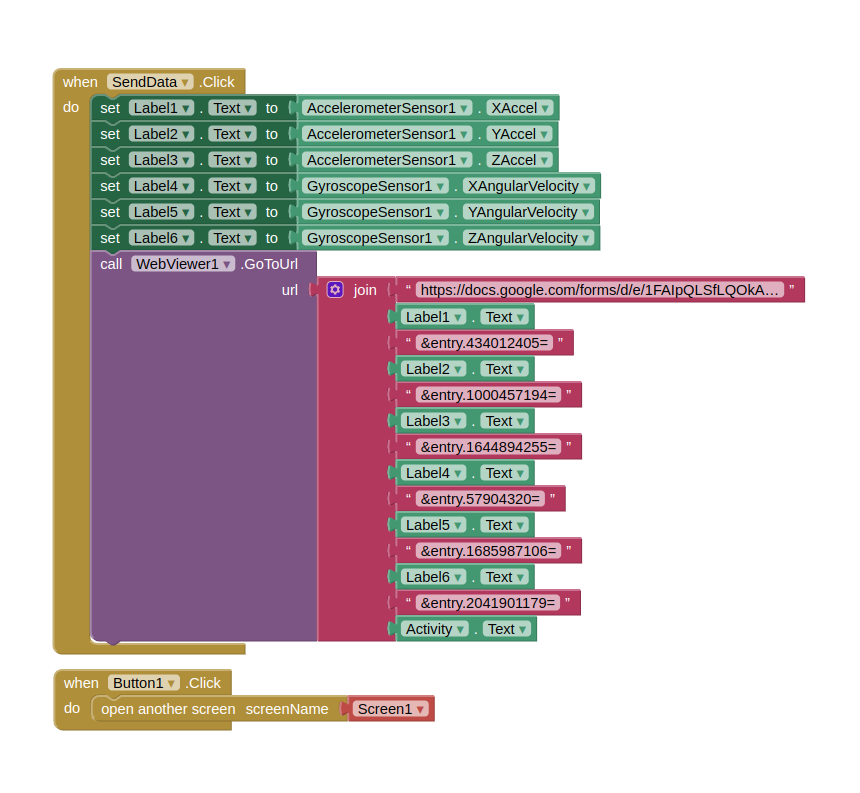 when SendData .Click
do set Label1 . Text to AccelerometerSensor1 . XAccel
set Label2 . Text to AccelerometerSensor1 . YAccel
set Label3 . Text to AccelerometerSensor1 . ZAccel
set Label4 . Text to GyroscopeSensor1 . XAngularVelocity
set Label5 . Text to GyroscopeSensor1 . YAngularVelocity
set Label6 . Text to GyroscopeSensor1 . ZAngularVelocity
call WebViewer1 .GoToUrl
url join “ https://docs.google.com/forms/d/e/1FAIpQLSfLQOkA... ”
Label1 . Text
“ &entry.434012405= ”
Label2 . Text
“ &entry.1000457194= ”
Label3 . Text
“ &entry.1644894255= ”
Label4 . Text
“ &entry.57904320= ”
Label5 . Text
“ &entry.1685987106= ”
Label6 . Text
“ &entry.2041901179= ”
Activity . Text
when Button1 .Click
do open another screen screenName Screen1